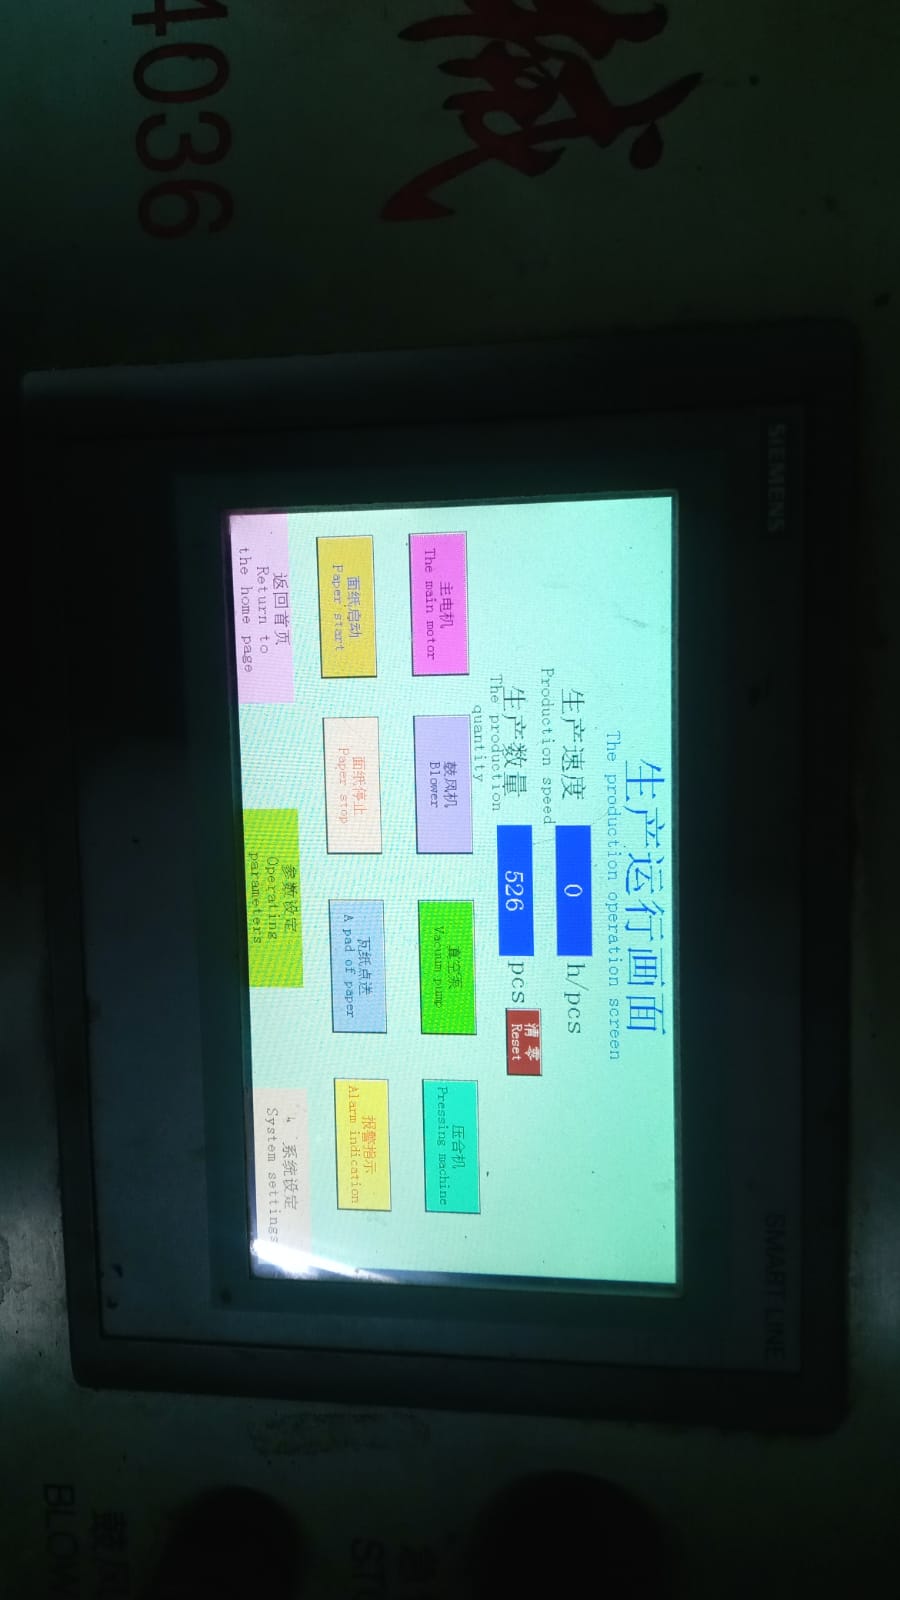 械
4036
SIEMENS
SMART LINE
生产运行画面
The production operation screen
生产速度
Production speed
0
h/pcs
生产数量
The production
quantity
526
pcs
清零
Reset
主电机
The main motor
鼓风机
Blower
真空泵
Vacuum pump
压合机
Pressing machine
面纸启动
Paper start
面纸停止
Paper stop
瓦纸点送
A pad of paper
报警指示
Alarm indication
返回首页
Return to
the home page
参数设定
Operating
parameters
系统设定
System settings
BLOW
ST